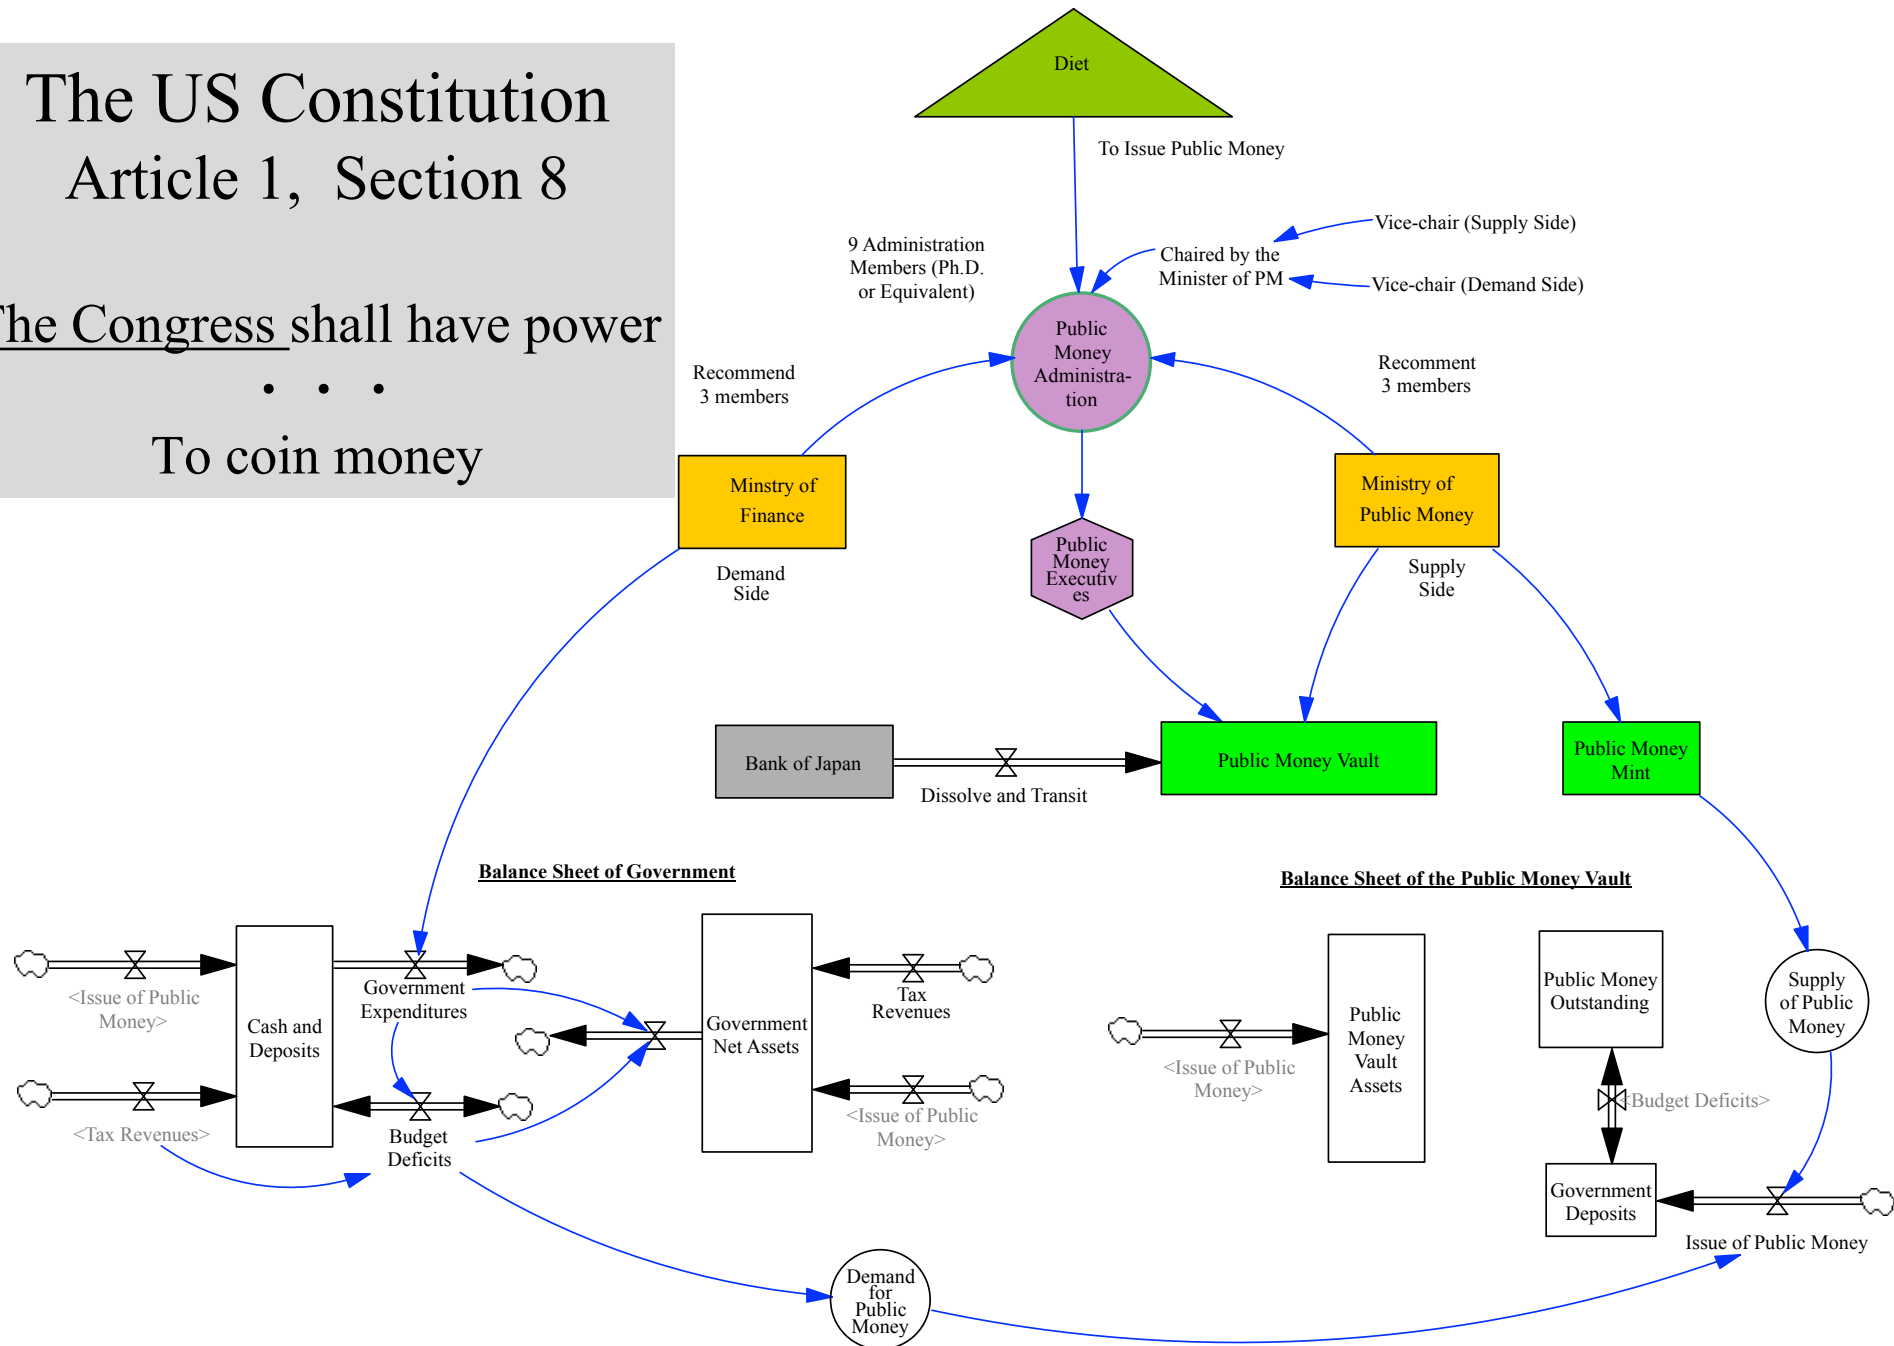 The US Constitution
Article 1, Section 8
The Congress shall have power
. . .
To coin money
Diet
To Issue Public Money
Vice-chair (Supply Side)
Chaired by the
Minister of PM
Vice-chair (Demand Side)
9 Administration
Members (Ph.D.
or Equivalent)
Public
Money
Administra-
tion
Recommend
3 members
Recomment
3 members
Minstry of
Finance
Ministry of
Public Money
Demand
Side
Public
Money
Executiv
es
Supply
Side
Bank of Japan
Dissolve and Transit
Public Money Vault
Public Money
Mint
Balance Sheet of Government
Balance Sheet of the Public Money Vault
<Issue of Public
Money>
Cash and
Deposits
<Tax Revenues>
Government
Expenditures
Budget
Deficits
Government
Net Assets
Tax
Revenues
<Issue of Public
Money>
<Issue of Public
Money>
Public
Money
Vault
Assets
Public Money
Outstanding
<Budget Deficits>
Government
Deposits
Supply
of Public
Money
Issue of Public Money
Demand
for
Public
Money